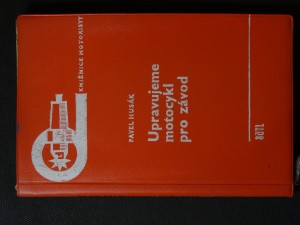 KNIŽNICE MOTORISTY
PAVEL HUSÁK
Upravujeme
motocykl
pro závod
SNTL